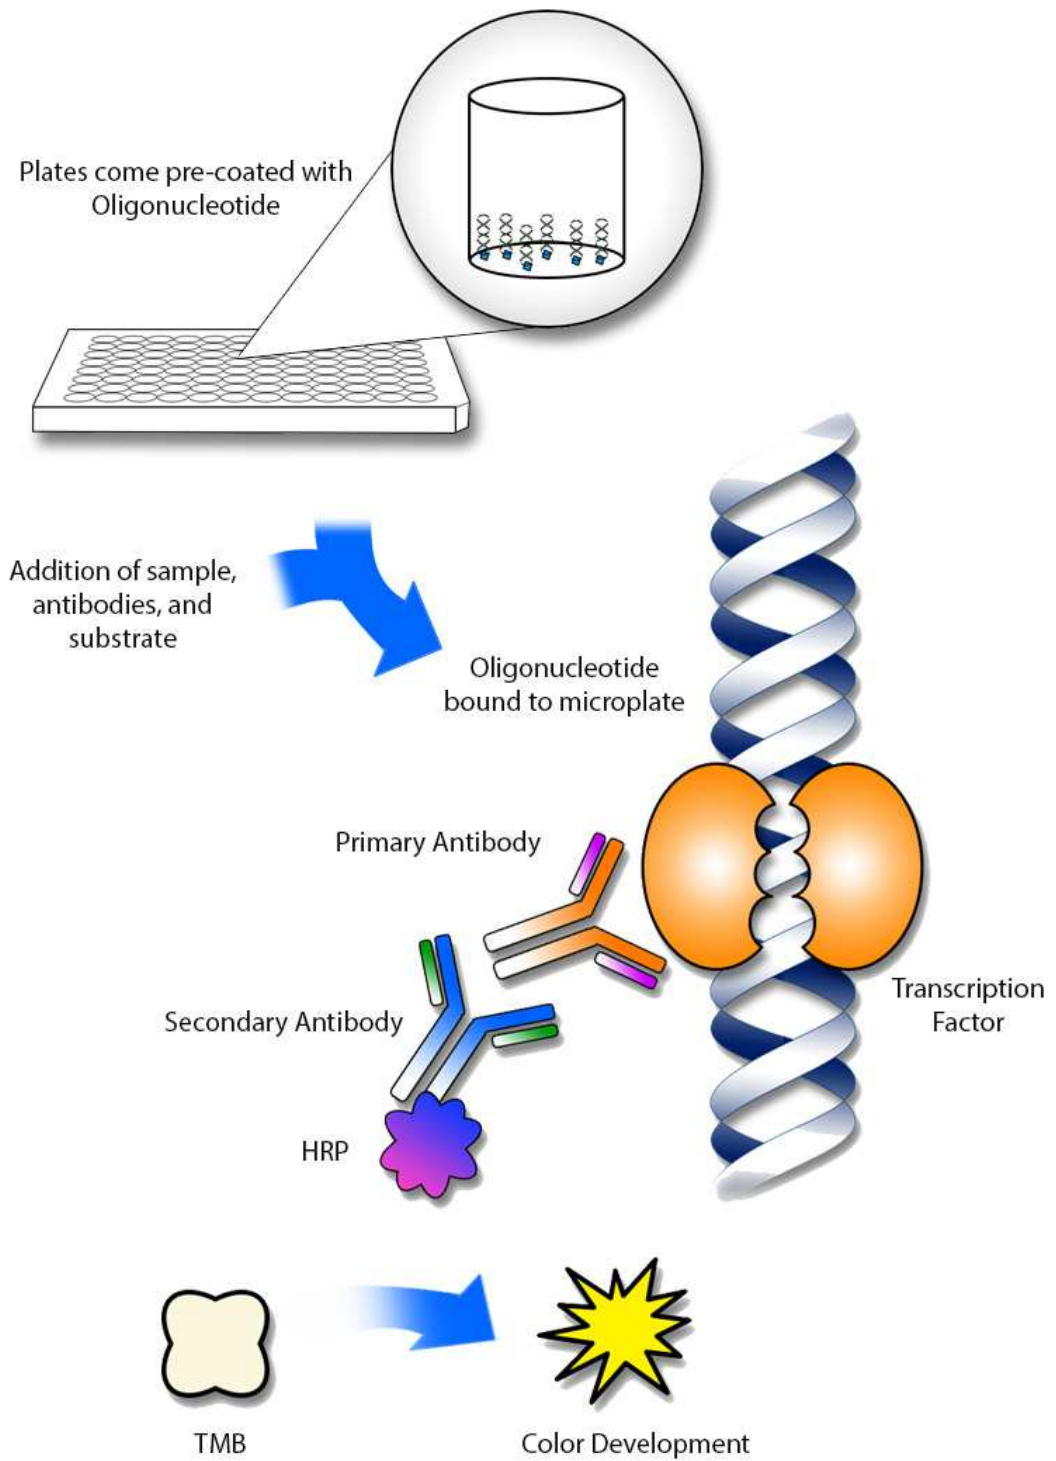 Plates come pre-coated with
Oligonucleotide
Addition of sample,
antibodies, and
substrate
Oligonucleotide
bound to microplate
Primary Antibody
Transcription
Factor
Secondary Antibody
HRP
TMB
Color Development